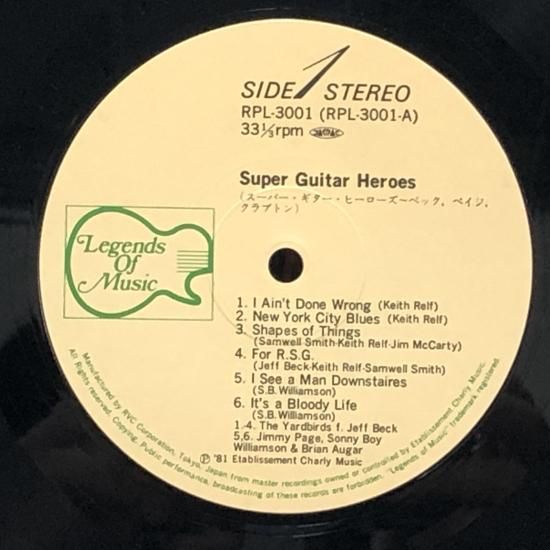 SIDE 1 STEREO
RPL-3001 (RPL-3001-A)
33⅓rpm
Super Guitar Heroes
(スーパー・ギター・ヒーローズ~ベック, ペイジ,
クラプトン)
Legends
Of
Music
1. I Ain't Done Wrong (Keith Relf)
2. New York City Blues (Keith Relf)
3. Shapes of Things
(Samwell Smith-Keith Relf-Jim McCarty)
4. For R.S.G.
(Jeff Beck-Keith Relf-Samwell Smith)
5. I See a Man Downstaires
(S.B. Williamson)
6. It's a Bloody Life
(S.B. Williamson)
1.-4. The Yardbirds f. Jeff Beck
5,6. Jimmy Page, Sonny Boy
Williamson & Brian Augar
Ⓟ '81 Etablissement Charly Music
Manufactured by RVC Corporation, Tokyo, Japan from master recordings owned or controlled by Etablissement Charly Music.
All rights reserved. Copying, Public performance, broadcasting of these records are forbidden. "Legends of Music" trademark registered.